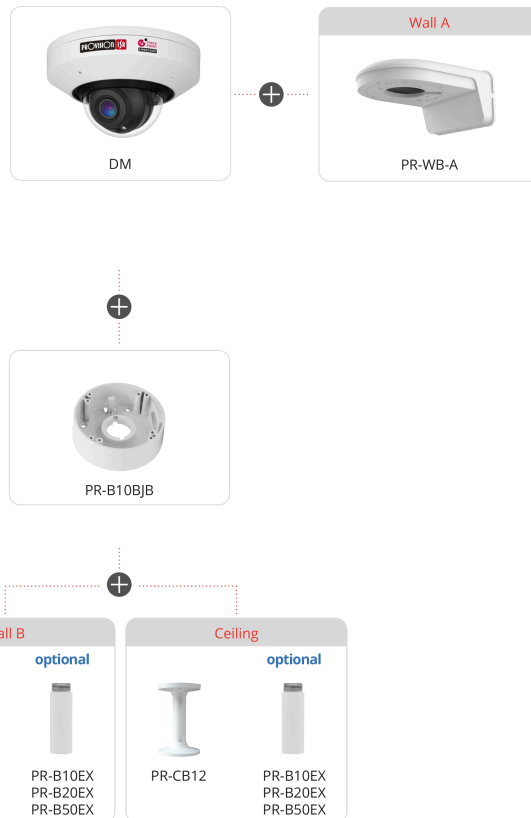 Wall A
PROVISION ISR
DM
PR-WB-A
PR-B10BJB
all B
Ceiling
optional
optional
PR-B10EX
PR-B20EX
PR-B50EX
PR-CB12
PR-B10EX
PR-B20EX
PR-B50EX